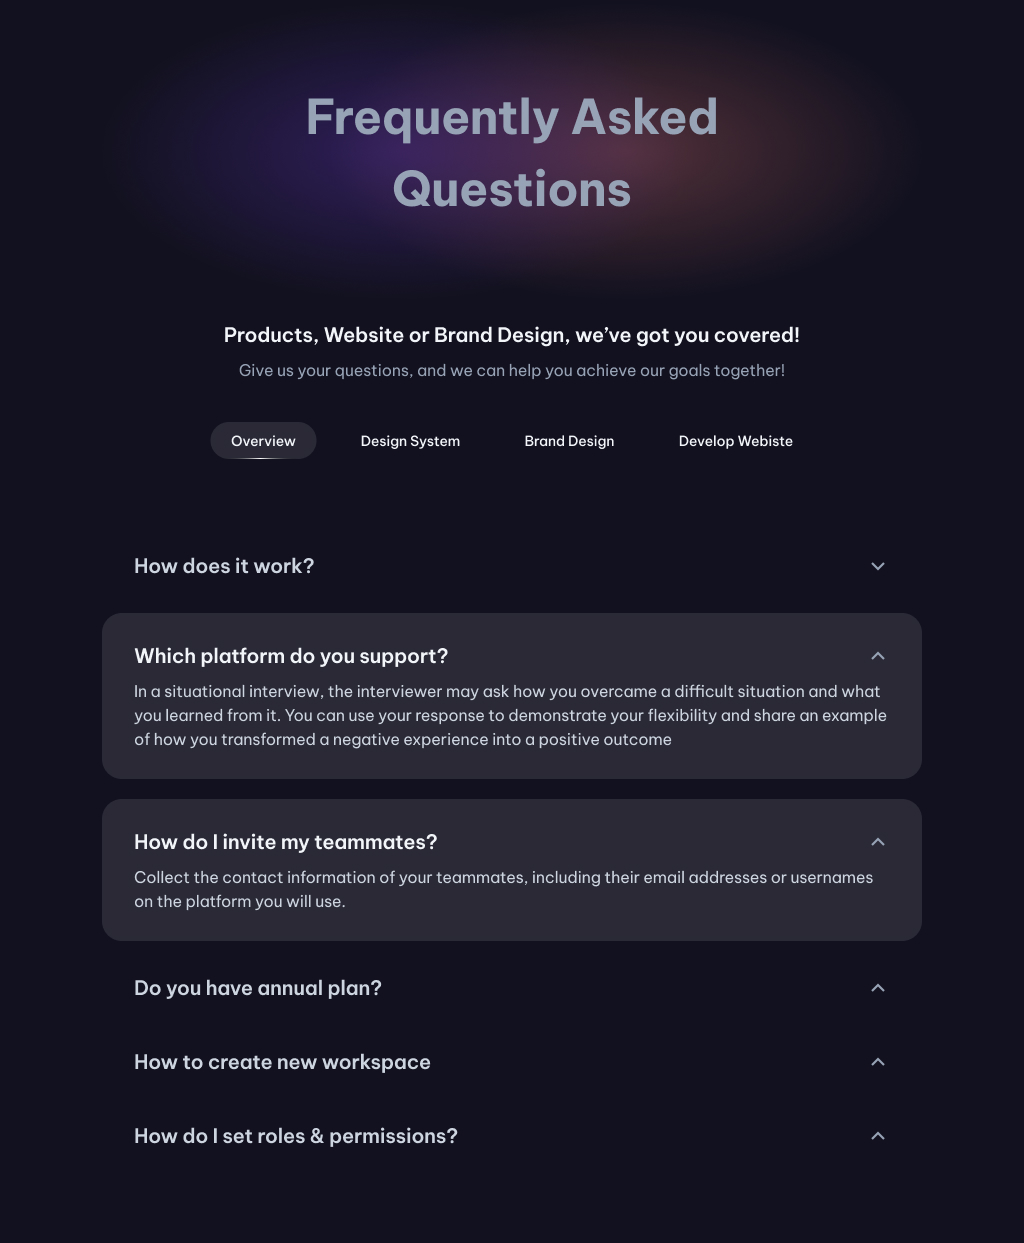 Frequently Asked
Questions
Products, Website or Brand Design, we’ve got you covered!
Give us your questions, and we can help you achieve our goals together!
Overview
Design System
Brand Design
Develop Webiste
How does it work?
Which platform do you support?
In a situational interview, the interviewer may ask how you overcame a difficult situation and what
you learned from it. You can use your response to demonstrate your flexibility and share an example
of how you transformed a negative experience into a positive outcome
How do I invite my teammates?
Collect the contact information of your teammates, including their email addresses or usernames
on the platform you will use.
Do you have annual plan?
How to create new workspace
How do I set roles & permissions?